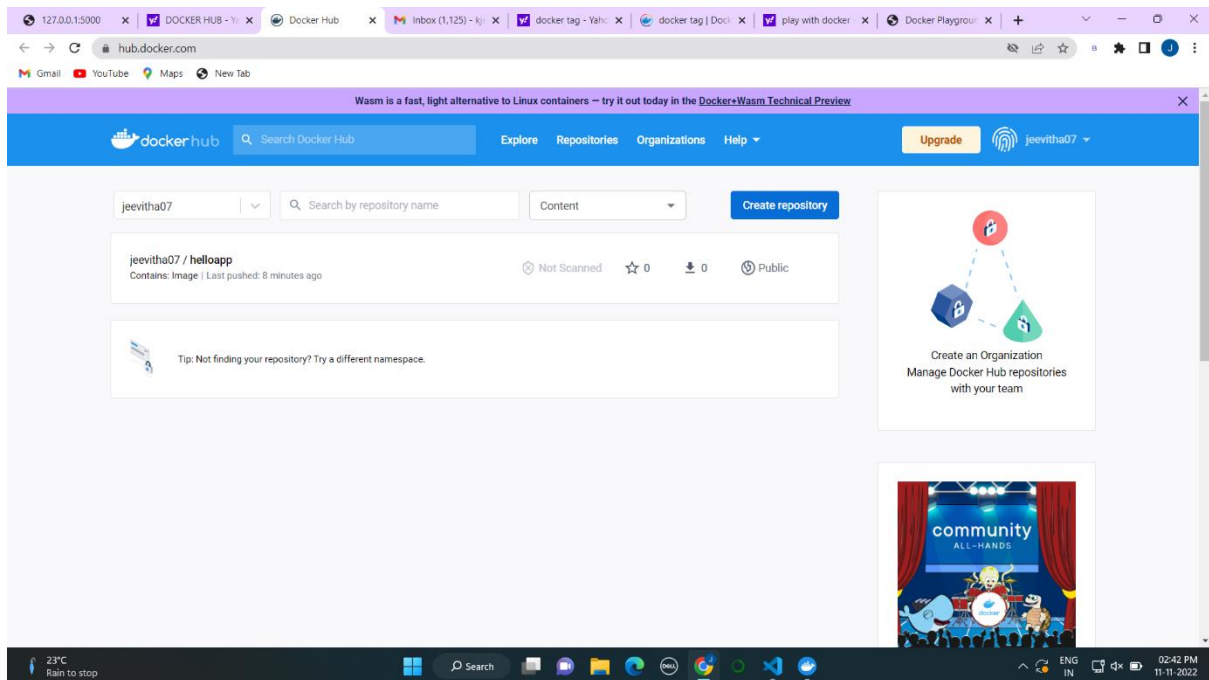 127.0.0.1:5000
DOCKER HUB - Ya
Docker Hub
Inbox (1,125) - kje
docker tag - Yaho
docker tag | Dock
play with docker
Docker Playgroun
hub.docker.com
Gmail YouTube Maps New Tab
Wasm is a fast, light alternative to Linux containers — try it out today in the Docker+Wasm Technical Preview
docker hub Search Docker Hub Explore Repositories Organizations Help Upgrade jeevitha07
jeevitha07 Search by repository name Content Create repository
jeevitha07 / helloapp
Contains: Image | Last pushed: 8 minutes ago
Not Scanned 0 0 Public
Tip: Not finding your repository? Try a different namespace.
Create an Organization
Manage Docker Hub repositories
with your team
community
ALL-HANDS
docker
23°C
Rain to stop
Search
DELL
ENG
IN
02:42 PM
11-11-2022